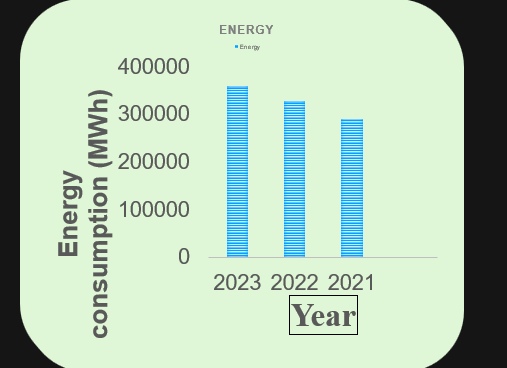 ENERGY
Energy
400000
300000
200000
100000
0
Energy
consumption (MWh)
2023 2022 2021
Year